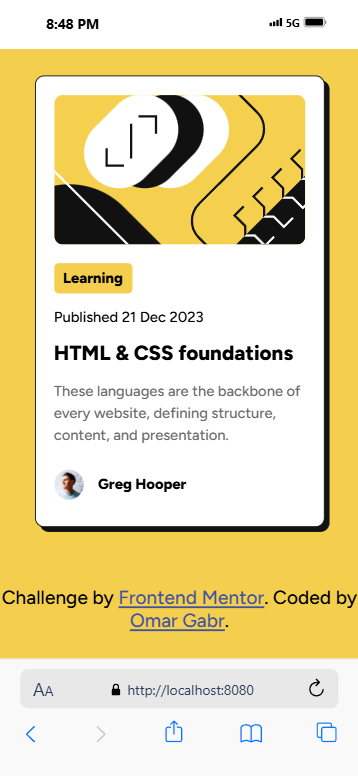 8:48 PM
5G
Learning
Published 21 Dec 2023
HTML & CSS foundations
These languages are the backbone of
every website, defining structure,
content, and presentation.
Greg Hooper
Challenge by Frontend Mentor. Coded by
Omar Gabr.
AA
http://localhost:8080